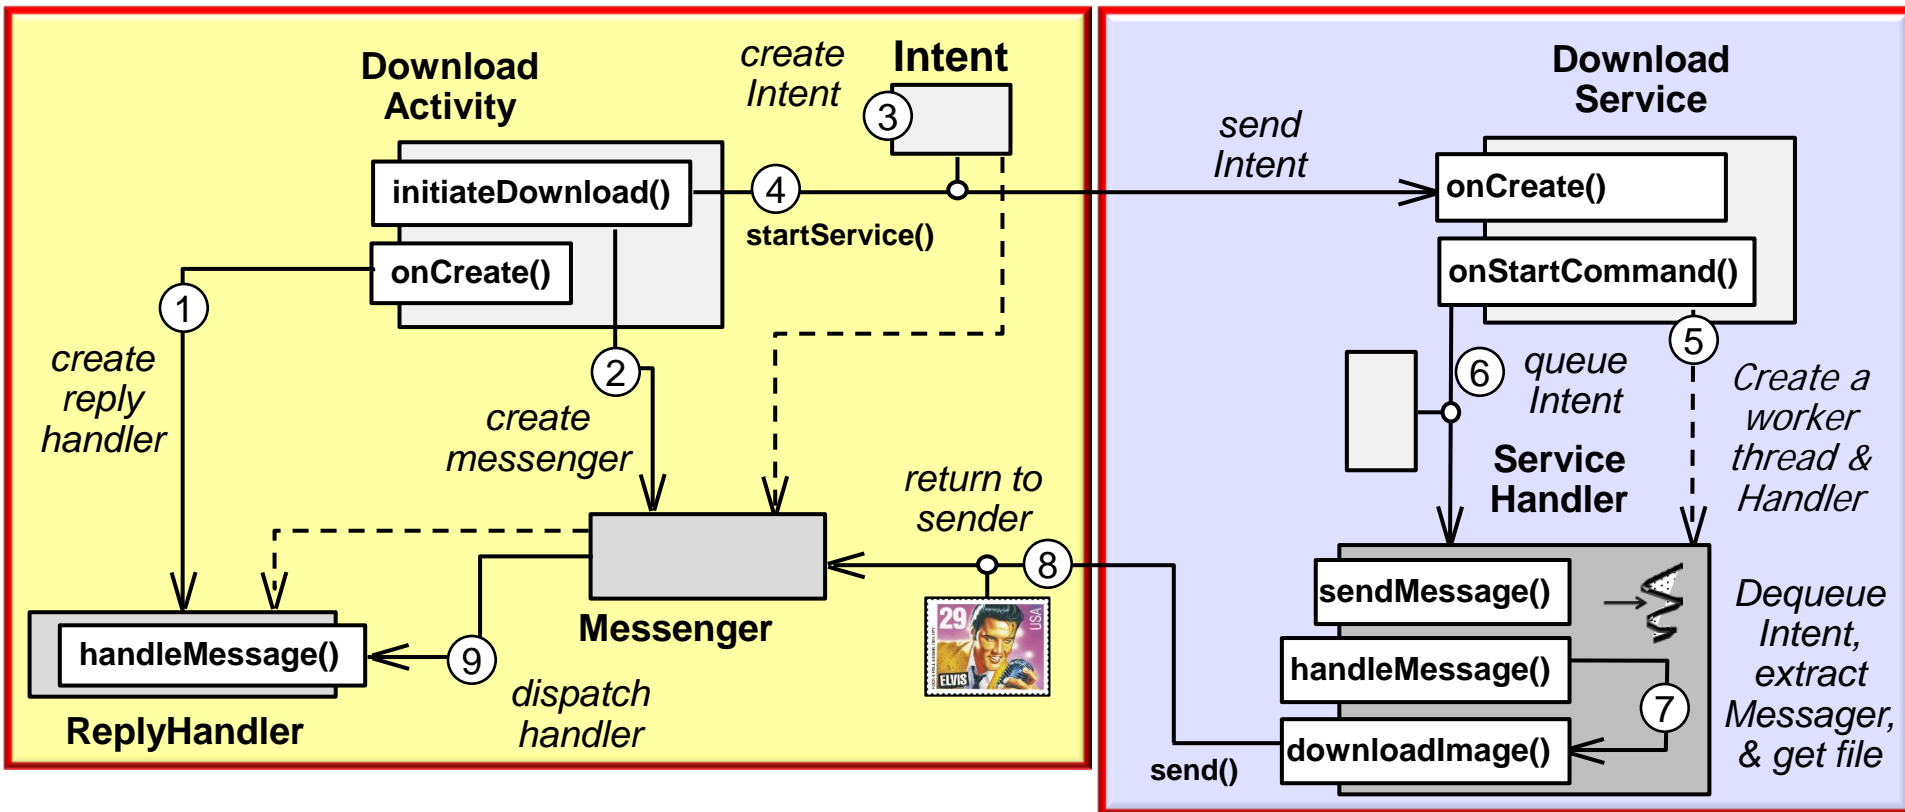 Download
Activity
create
Intent
Intent
3
initiateDownload()
4
startService()
onCreate()
1
create
reply
handler
2
create
messenger
return to
sender
8
Messenger
29
USA
ELVIS
handleMessage()
9
dispatch
handler
ReplyHandler
send
Intent
Download
Service
onCreate()
onStartCommand()
5
6
queue
Intent
Create a
worker
thread &
Handler
Service
Handler
sendMessage()
handleMessage()
7
downloadImage()
send()
Dequeue
Intent,
extract
Messager,
& get file